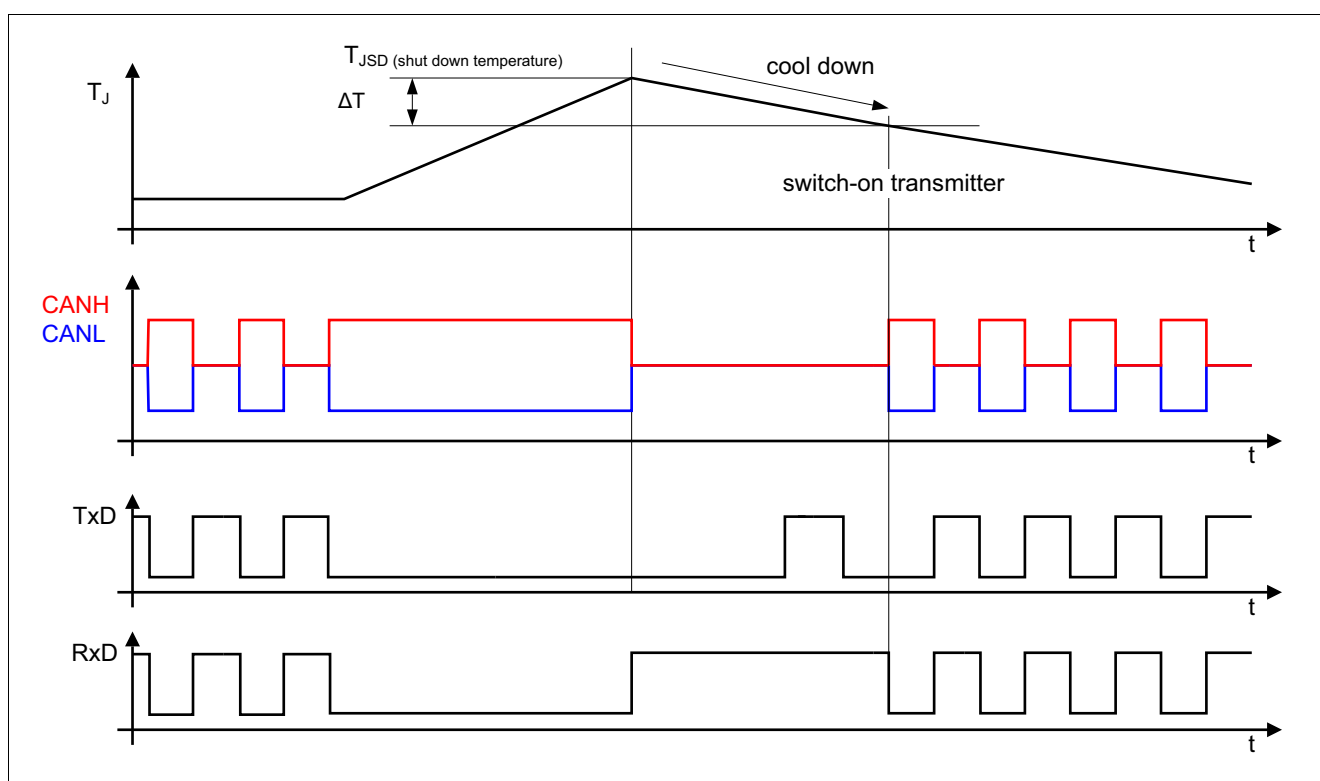 T_JSD (shut down temperature)
cool down
T_J
ΔT
switch-on transmitter
t
CANH
CANL
t
TxD
t
RxD
t